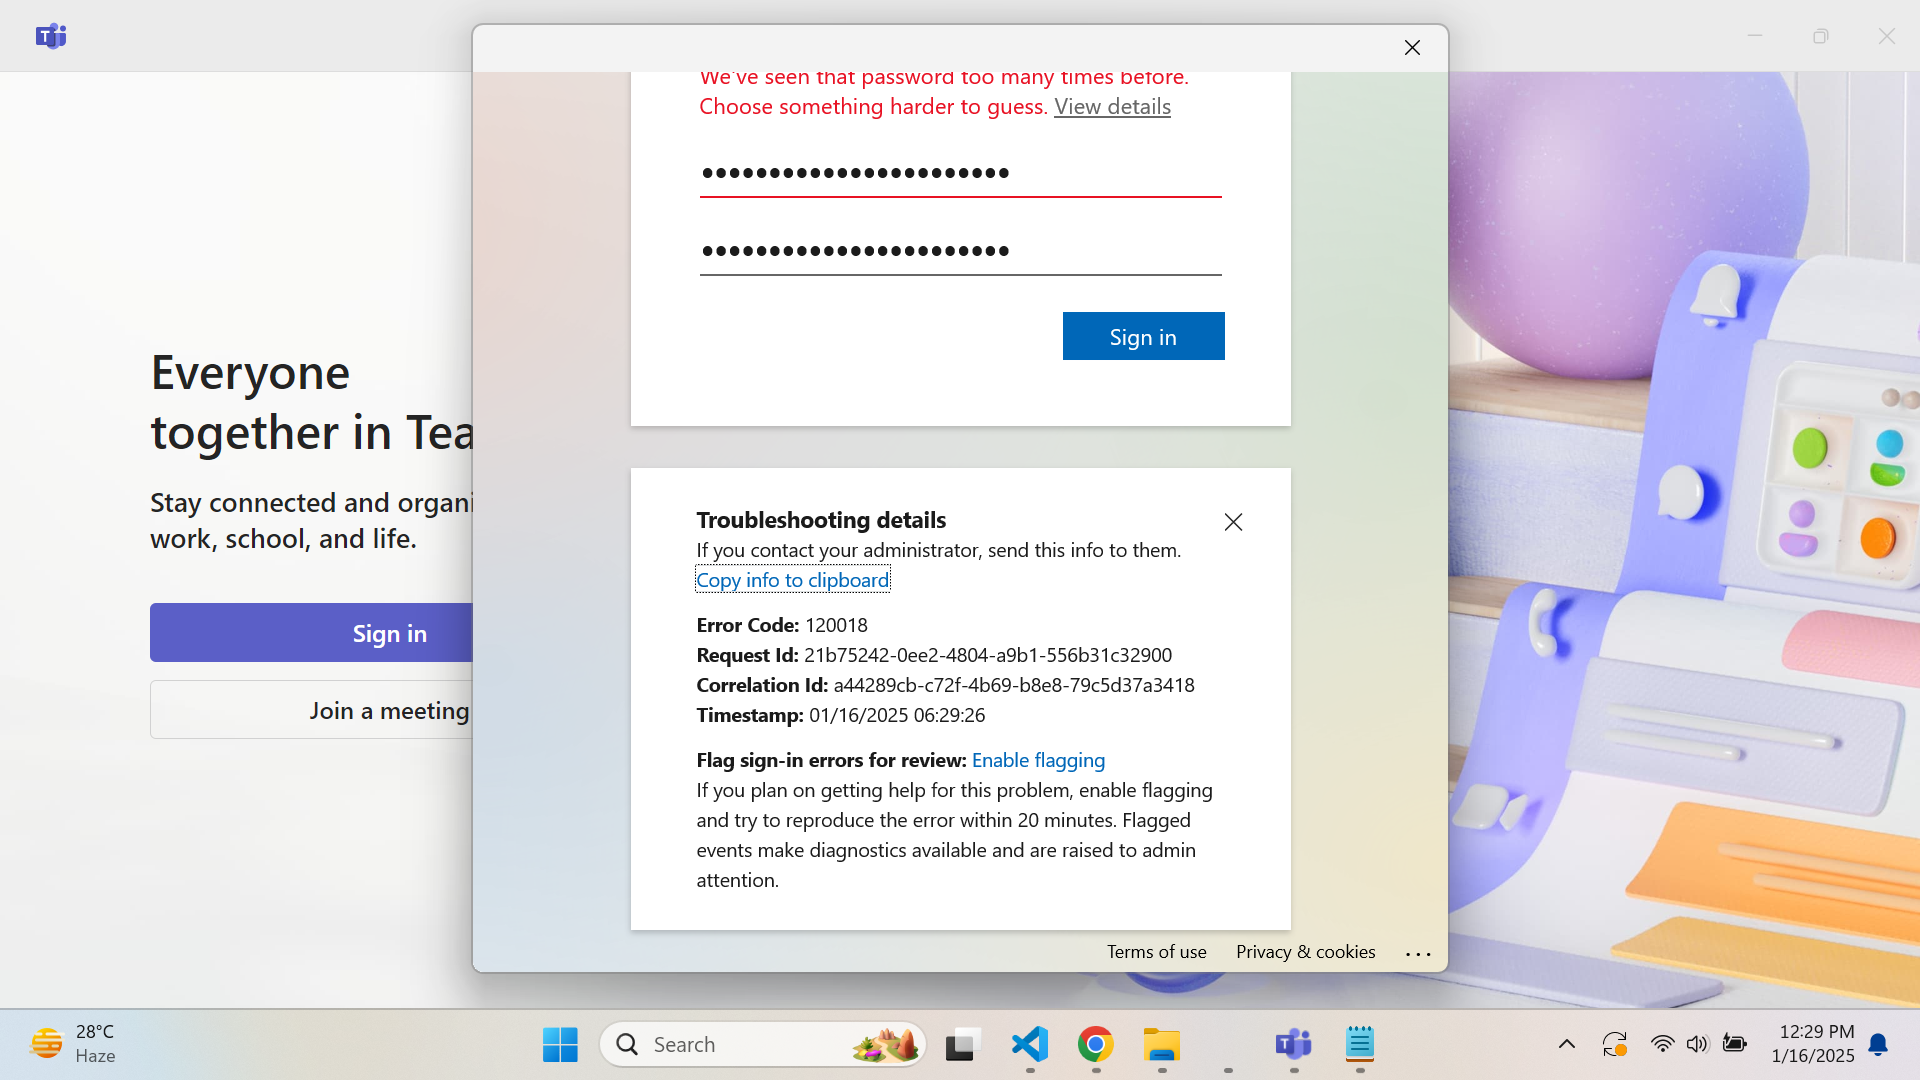 We've seen that password too many times before.
Choose something harder to guess. View details
Sign in
Everyone
together in Tea
Stay connected and organi
work, school, and life.
Sign in
Join a meeting
Troubleshooting details
If you contact your administrator, send this info to them.
Copy info to clipboard
Error Code: 120018
Request Id: 21b75242-0ee2-4804-a9b1-556b31c32900
Correlation Id: a44289cb-c72f-4b69-b8e8-79c5d37a3418
Timestamp: 01/16/2025 06:29:26
Flag sign-in errors for review: Enable flagging
If you plan on getting help for this problem, enable flagging
and try to reproduce the error within 20 minutes. Flagged
events make diagnostics available and are raised to admin
attention.
Terms of use Privacy & cookies ...
28°C
Haze
Search
12:29 PM
1/16/2025